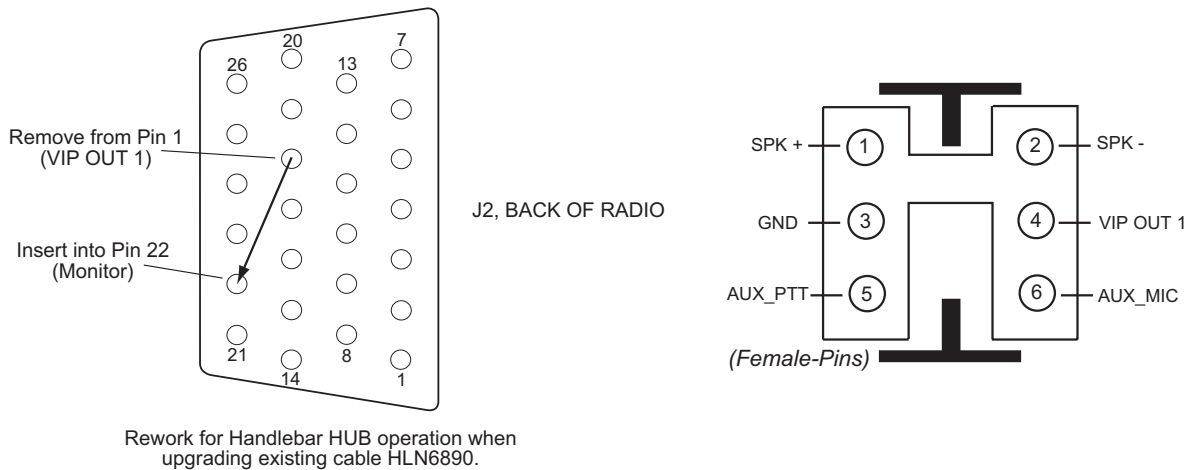 20
7
26
13
Remove from Pin 1
(VIP OUT 1)
Insert into Pin 22
(Monitor)
21
14
8
1
J2, BACK OF RADIO
Rework for Handlebar HUB operation when
upgrading existing cable HLN6890.
SPK +
1
2
SPK -
GND
3
4
VIP OUT 1
AUX_PTT
5
6
AUX_MIC
(Female-Pins)